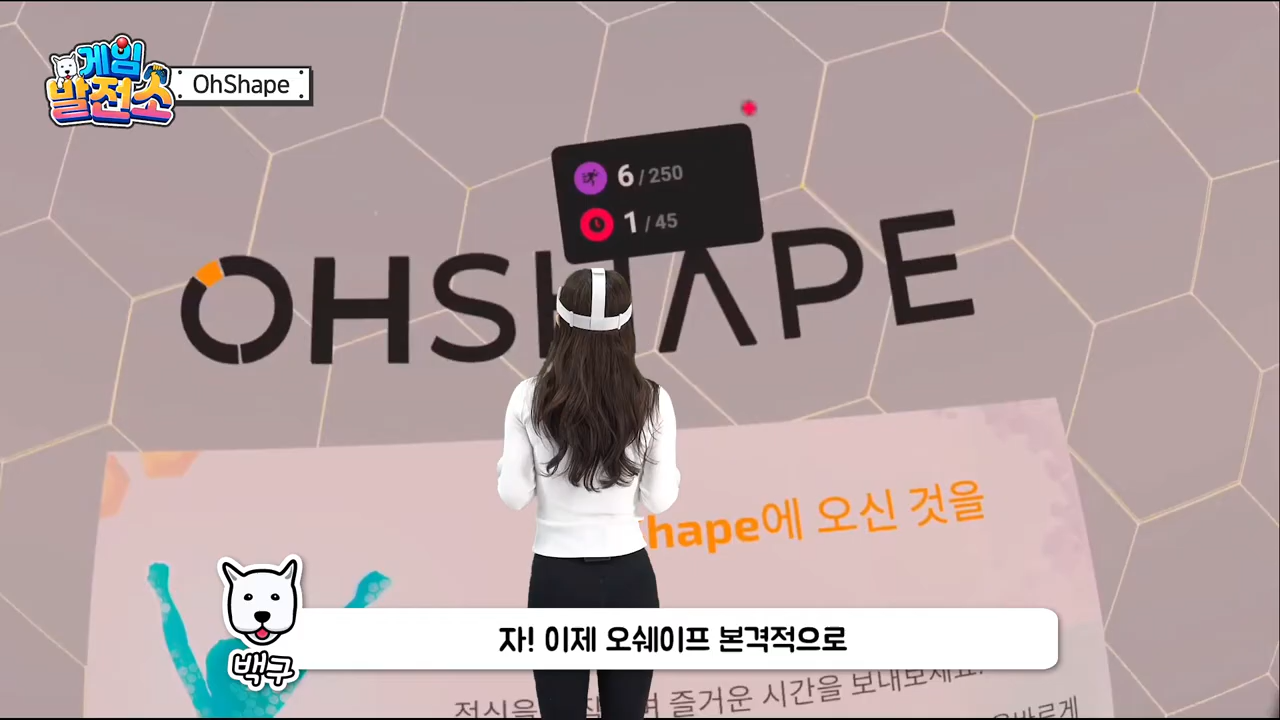 게임
발전소
OhShape
6 / 250
1 / 45
OHSHAPE
hape에 오신 것을
백구
자! 이제 오쉐이프 본격적으로
즐거운 시간을 보내보세요!